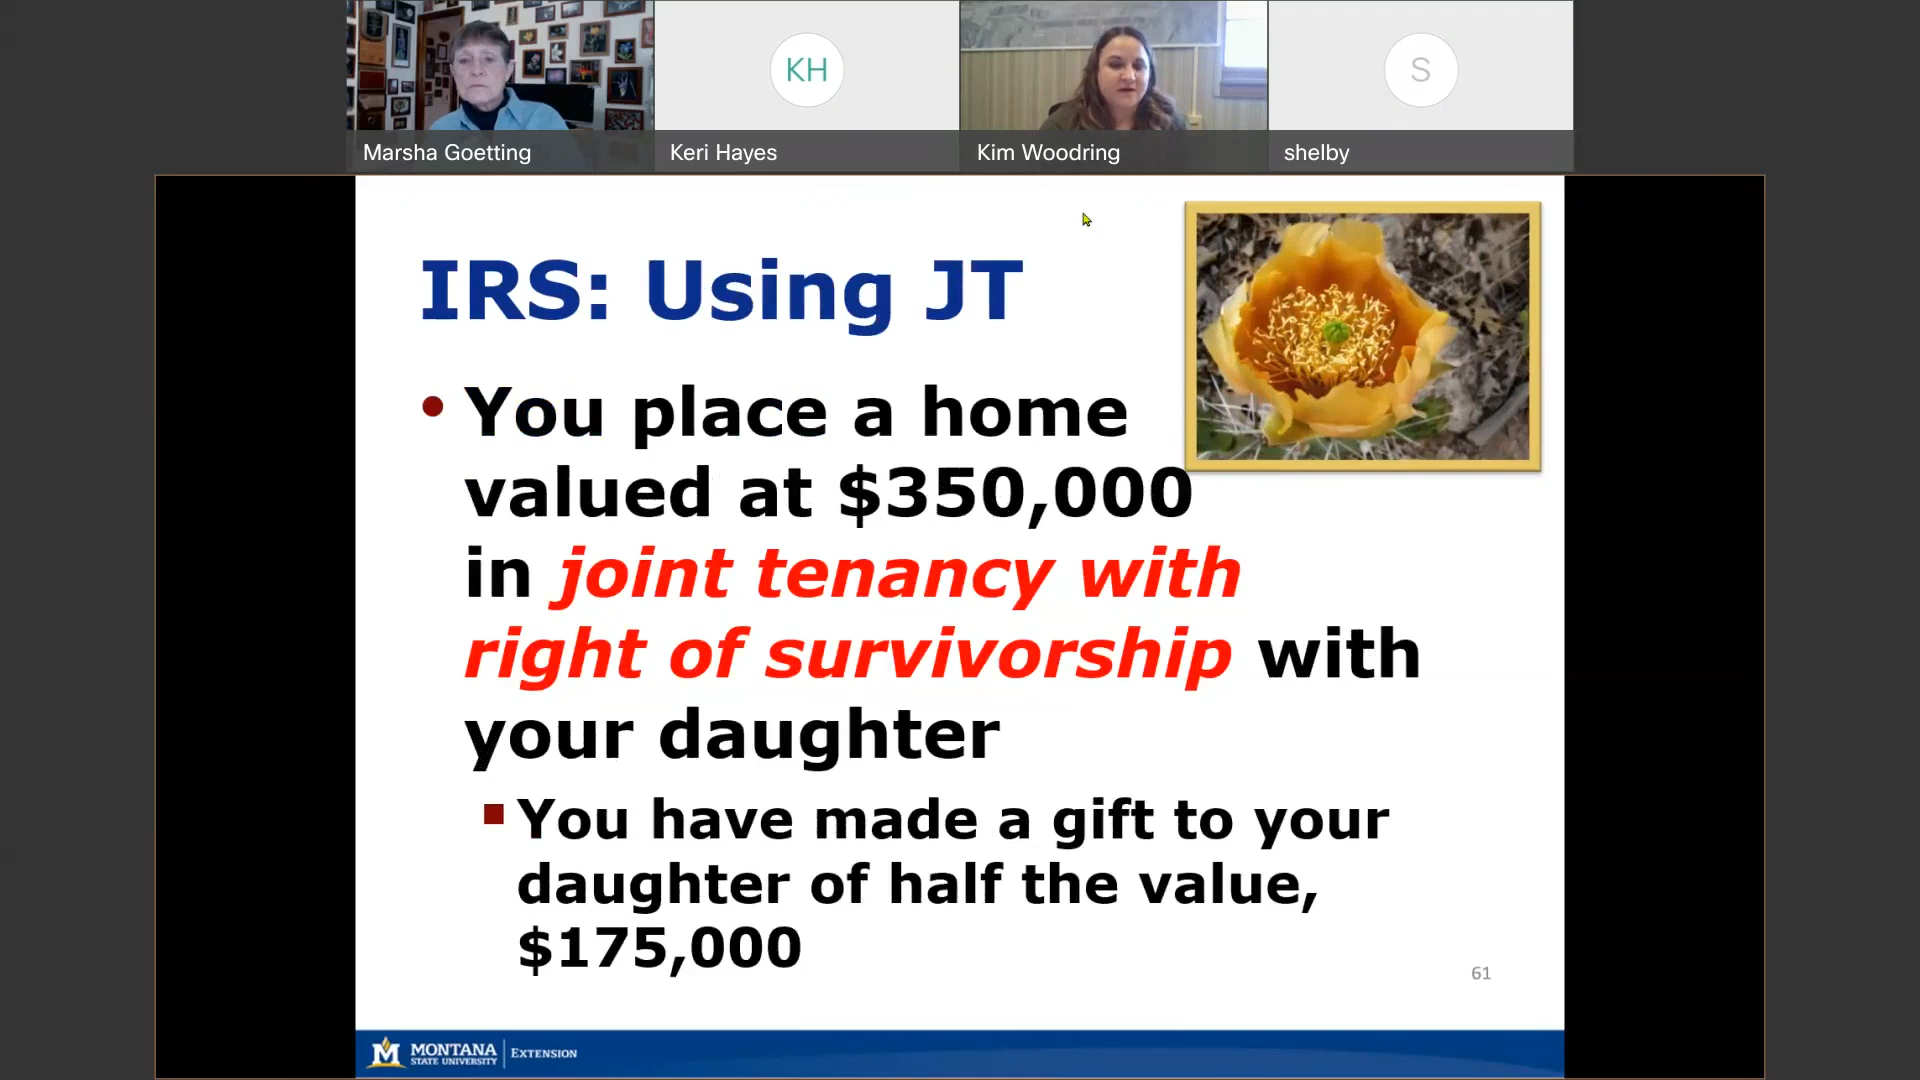 KH
S
Marsha Goetting
Keri Hayes
Kim Woodring
shelby
IRS: Using JT
• You place a home
valued at $350,000
in joint tenancy with
right of survivorship with
your daughter
▪ You have made a gift to your
daughter of half the value,
$175,000
61
M MONTANA
STATE UNIVERSITY
EXTENSION